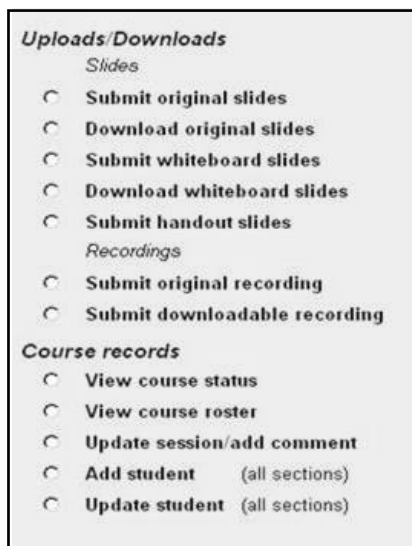 Uploads/Downloads
Slides
Submit original slides
Download original slides
Submit whiteboard slides
Download whiteboard slides
Submit handout slides
Recordings
Submit original recording
Submit downloadable recording
Course records
View course status
View course roster
Update session/add comment
Add student (all sections)
Update student (all sections)